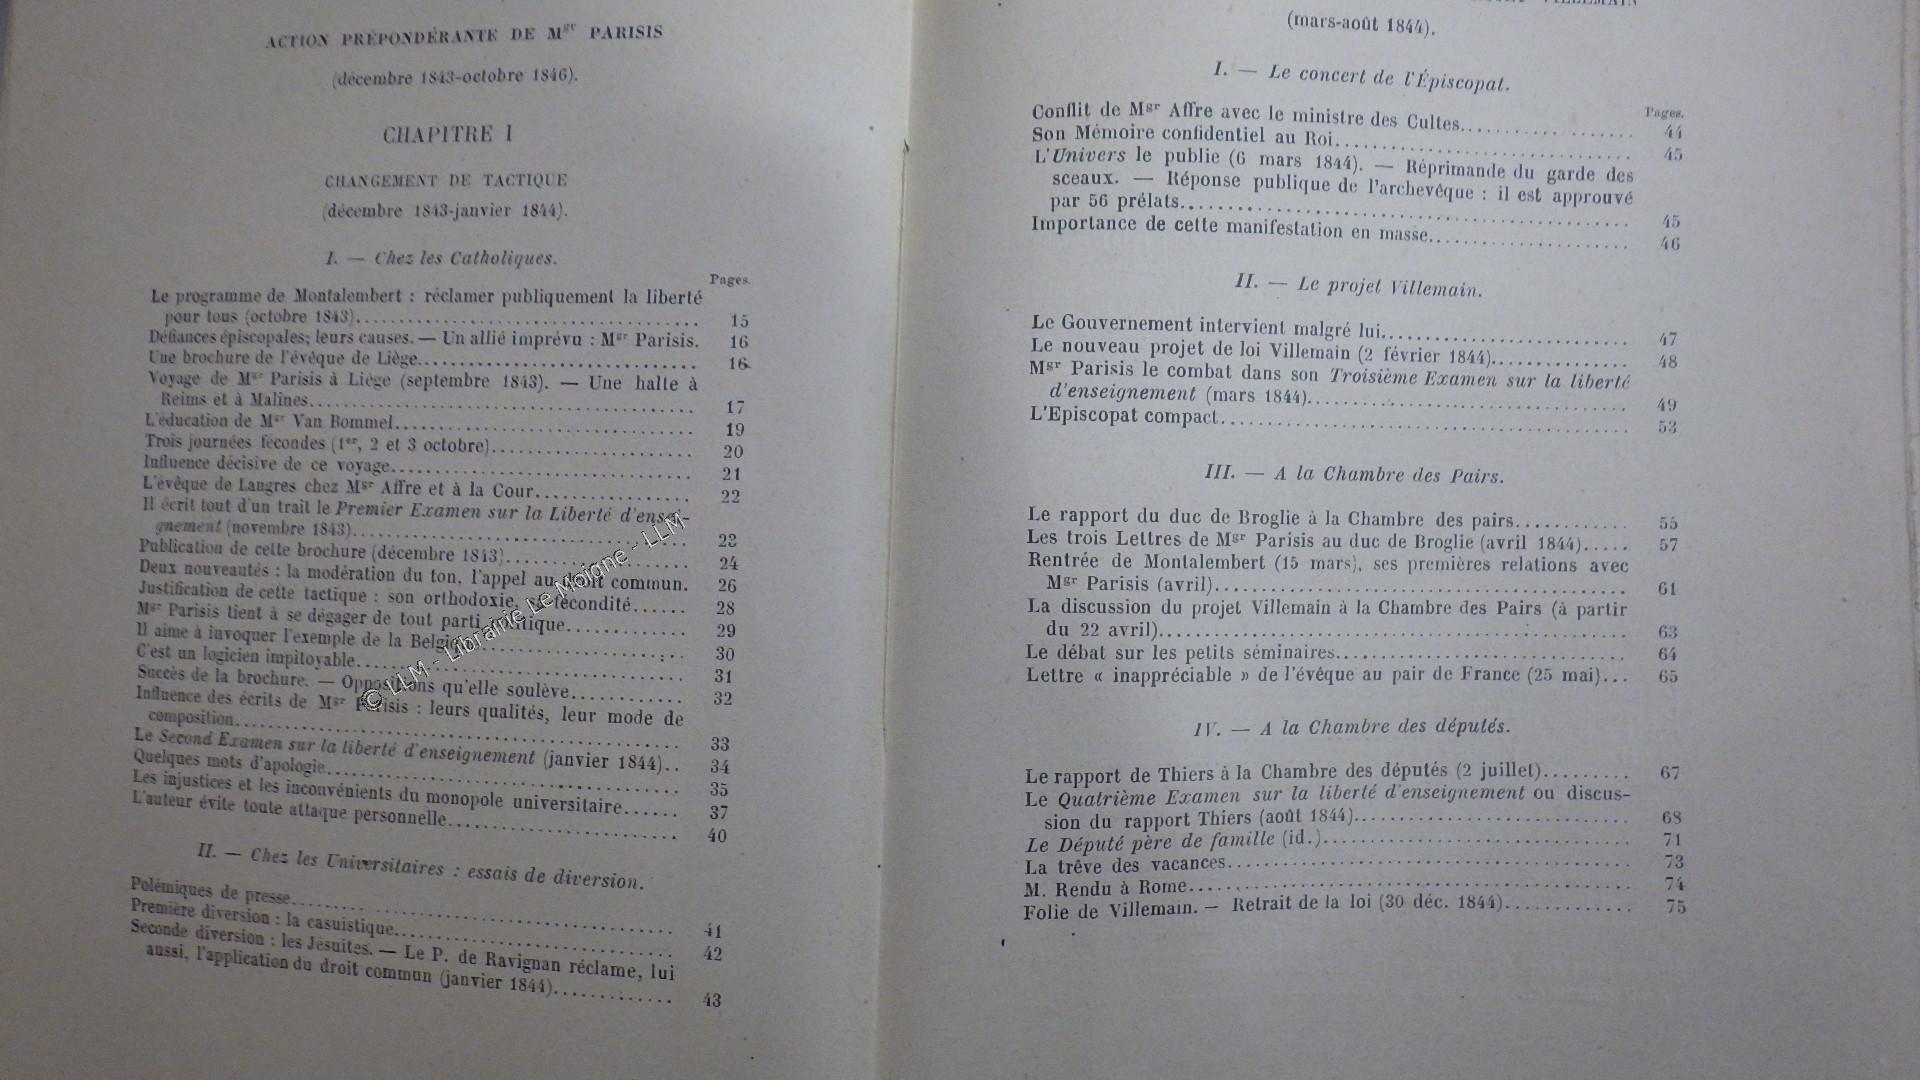 ACTION PRÉPONDÉRANTE DE Mgr PARISIS
(décembre 1843-octobre 1846).
CHAPITRE I
CHANGEMENT DE TACTIQUE
(décembre 1843-janvier 1844).
I. — Chez les Catholiques.
Pages.
Le programme de Montalembert : réclamer publiquement la liberté
pour tous (octobre 1843)........ 15
Défiances épiscopales; leurs causes. — Un allié imprévu : Mgr Parisis. 16
Une brochure de l'évêque de Liège........ 16
Voyage de Mgr Parisis à Liège (septembre 1843). — Une halte à
Reims et à Malines........ 17
L'éducation de Mgr Van Bommel........ 19
Trois journées fécondes (1er, 2 et 3 octobre)........ 20
Influence décisive de ce voyage........ 21
L'évêque de Langres chez Mgr Affre et à la Cour........ 22
Il écrit tout d'un trait le Premier Examen sur la Liberté d'ensei-
gnement (novembre 1843)........ 23
Publication de cette brochure (décembre 1843)........ 24
Deux nouveautés : la modération du ton, l'appel au droit commun. 26
Justification de cette tactique : son orthodoxie, sa fécondité...... 28
Mgr Parisis tient à se dégager de tout parti politique........ 29
Il aime à invoquer l'exemple de la Belgique........ 30
C'est un logicien impitoyable........ 31
Succès de la brochure. — Oppositions qu'elle soulève........ 32
Influence des écrits de Mgr Parisis : leurs qualités, leur mode de
composition........ 33
Le Second Examen sur la liberté d'enseignement (janvier 1844).. 34
Quelques mots d'apologie........ 35
Les injustices et les inconvénients du monopole universitaire...... 37
L'auteur évite toute attaque personnelle........ 40
II. — Chez les Universitaires : essais de diversion.
Polémiques de presse........ 41
Première diversion : la casuistique........ 42
Seconde diversion : les Jésuites. — Le P. de Ravignan réclame, lui
aussi, l'application du droit commun (janvier 1844)........ 43
© LLM - Librairie Le Moigne - LLM-
VILLEMAIN
(mars-août 1844).
I. — Le concert de l'Épiscopat.
Pages.
Conflit de Mgr Affre avec le ministre des Cultes........ 44
Son Mémoire confidentiel au Roi........ 45
L'Univers le publie (6 mars 1844). — Réprimande du garde des
sceaux. — Réponse publique de l'archevêque : il est approuvé
par 56 prélats........ 45
Importance de cette manifestation en masse........ 46
II. — Le projet Villemain.
Le Gouvernement intervient malgré lui........ 47
Le nouveau projet de loi Villemain (2 février 1844)........ 48
Mgr Parisis le combat dans son Troisième Examen sur la liberté
d'enseignement (mars 1844)........ 49
L'Episcopat compact........ 53
III. — A la Chambre des Pairs.
Le rapport du duc de Broglie à la Chambre des pairs........ 55
Les trois Lettres de Mgr Parisis au duc de Broglie (avril 1844)..... 57
Rentrée de Montalembert (15 mars), ses premières relations avec
Mgr Parisis (avril)........ 61
La discussion du projet Villemain à la Chambre des Pairs (à partir
du 22 avril)........ 63
Le débat sur les petits séminaires........ 64
Lettre « inappréciable » de l'évêque au pair de France (25 mai)... 65
IV. — A la Chambre des députés.
Le rapport de Thiers à la Chambre des députés (2 juillet)......... 67
Le Quatrième Examen sur la liberté d'enseignement ou discus-
sion du rapport Thiers (août 1844)........ 68
Le Député père de famille (id.)........ 71
La trêve des vacances........ 73
M. Rendu à Rome........ 74
Folie de Villemain. — Retrait de la loi (30 déc. 1844)........ 75